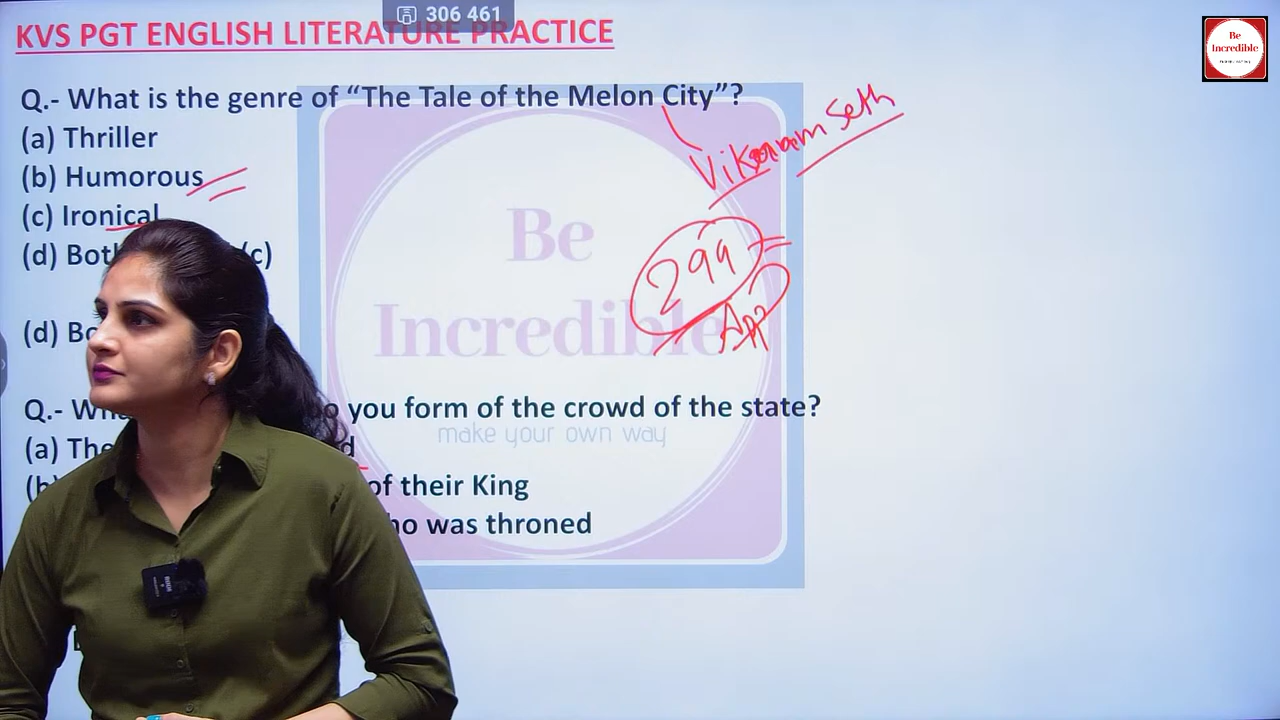 306 461
KVS PGT ENGLISH LITERATURE PRACTICE
Be
Incredible
Q.- What is the genre of “The Tale of the Melon City”?
Vikram Seth
(a) Thriller
(b) Humorous
(c) Ironical
(d) Both (c)
299
App
Be
Incredible
(d) Bo
Q.- Wha o you form of the crowd of the state?
make your own way
(a) The d
(b) of their King
ho was throned